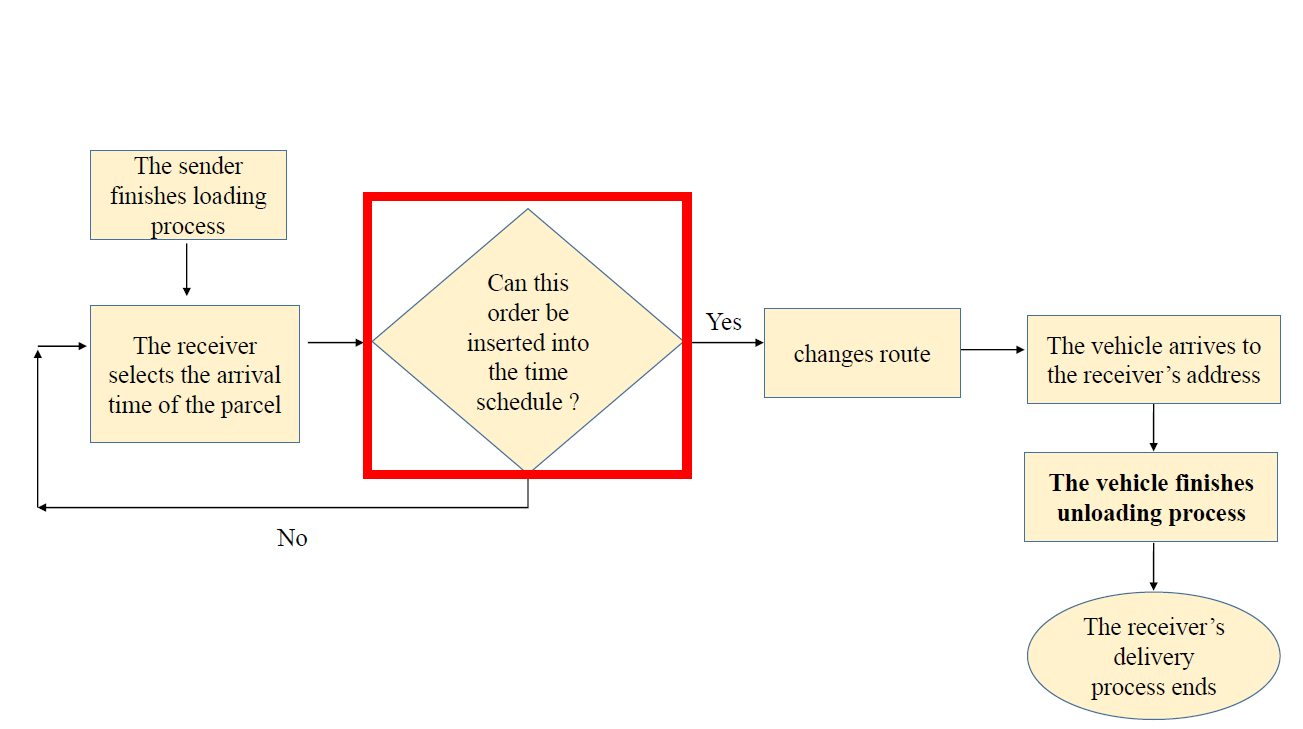 The sender
finishes loading
process
The receiver
selects the arrival
time of the parcel
Can this
order be
inserted into
the time
schedule ?
Yes
No
changes route
The vehicle arrives to
the receiver’s address
The vehicle finishes
unloading process
The receiver’s
delivery
process ends